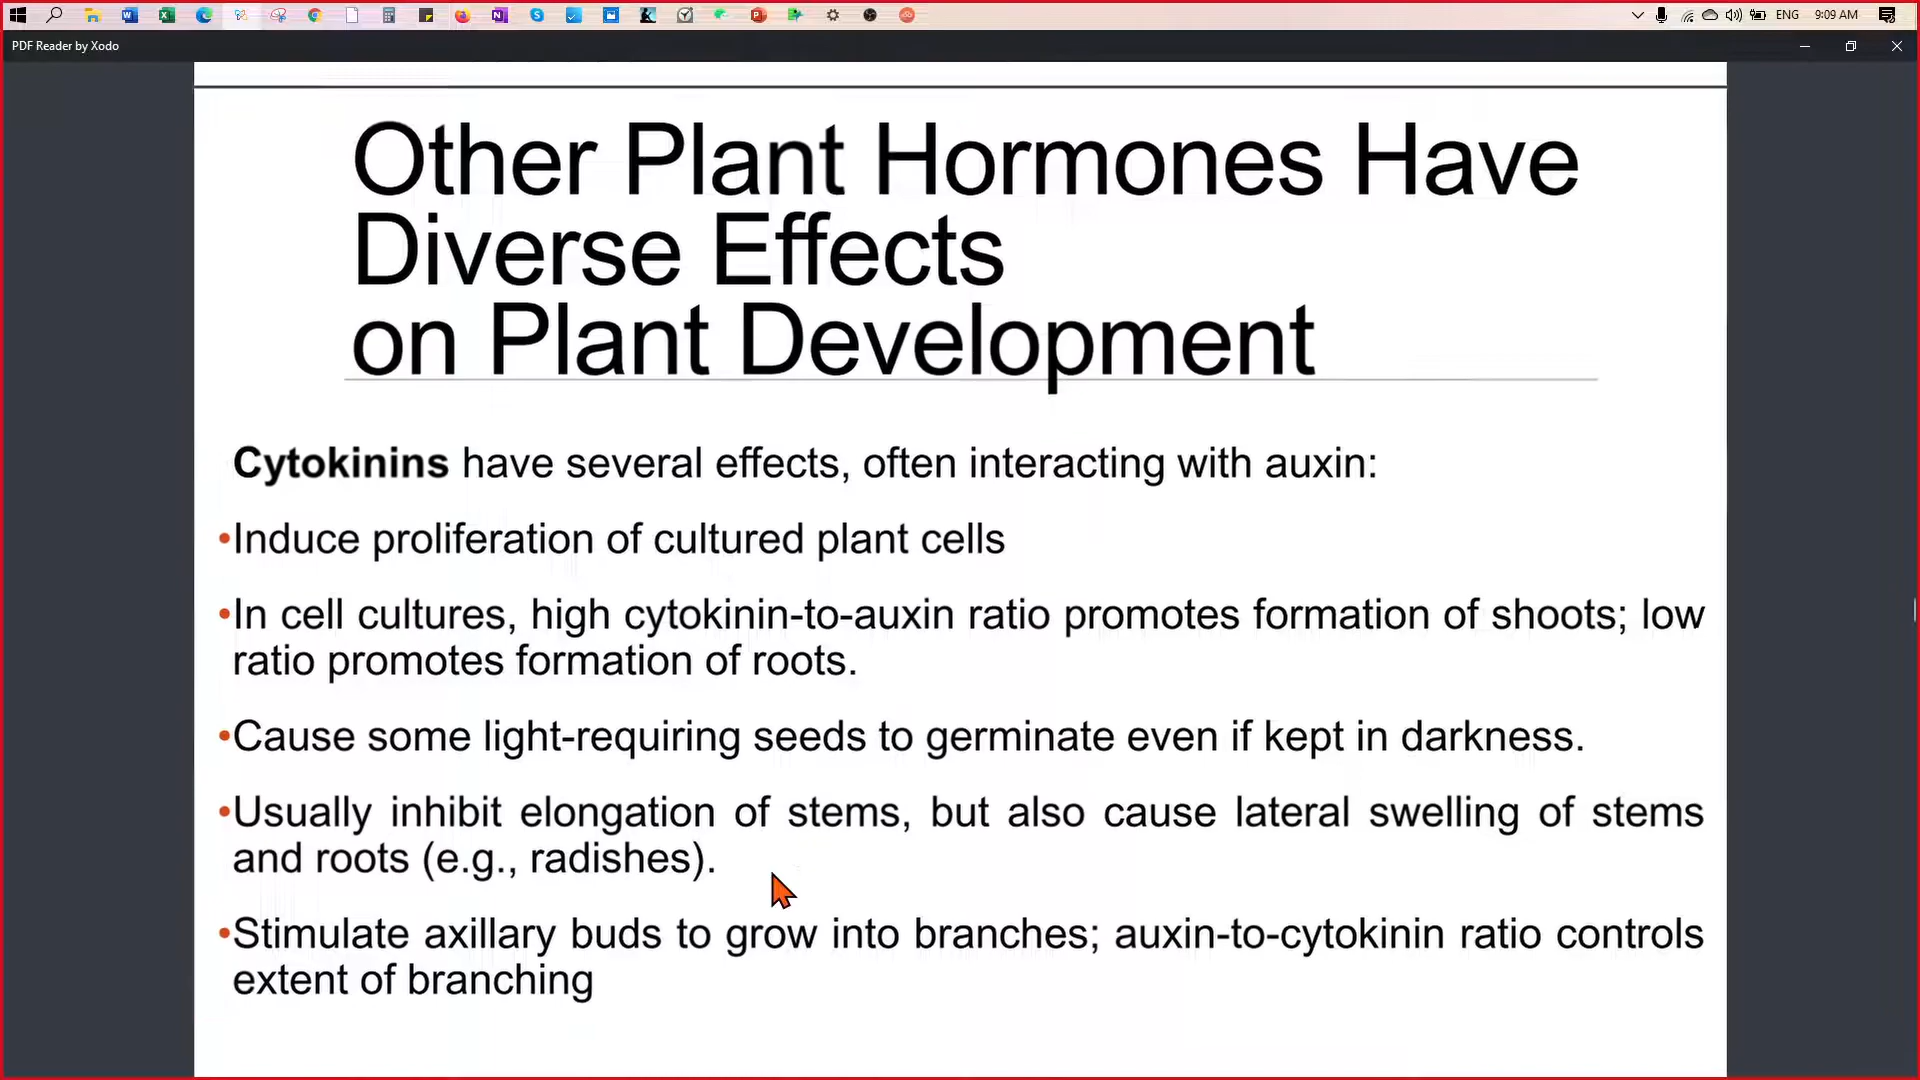 ENG 9:09 AM
PDF Reader by Xodo
Other Plant Hormones Have
Diverse Effects
on Plant Development
Cytokinins have several effects, often interacting with auxin:
•Induce proliferation of cultured plant cells
•In cell cultures, high cytokinin-to-auxin ratio promotes formation of shoots; low
ratio promotes formation of roots.
•Cause some light-requiring seeds to germinate even if kept in darkness.
•Usually inhibit elongation of stems, but also cause lateral swelling of stems
and roots (e.g., radishes).
•Stimulate axillary buds to grow into branches; auxin-to-cytokinin ratio controls
extent of branching